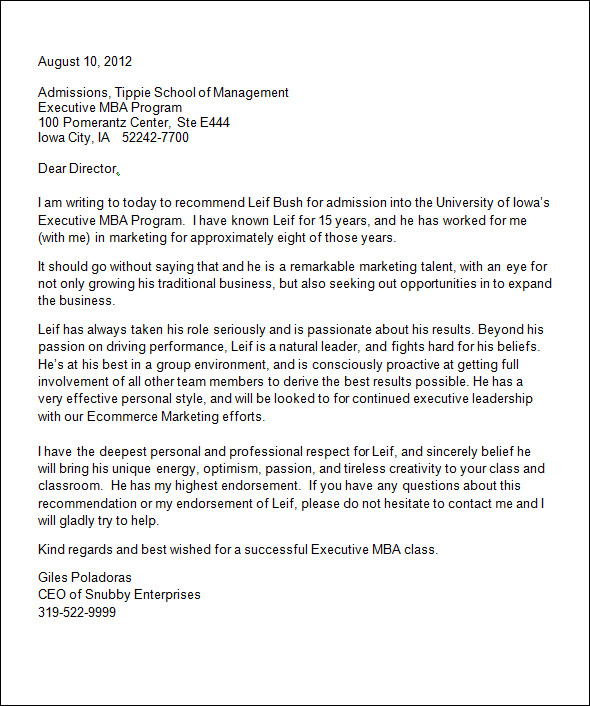 August 10, 2012
Admissions, Tippie School of Management
Executive MBA Program
100 Pomerantz Center, Ste E444
Iowa City, IA 52242-7700
Dear Director,
I am writing to today to recommend Leif Bush for admission into the University of Iowa's
Executive MBA Program. I have known Leif for 15 years, and he has worked for me
(with me) in marketing for approximately eight of those years.
It should go without saying that and he is a remarkable marketing talent, with an eye for
not only growing his traditional business, but also seeking out opportunities in to expand
the business.
Leif has always taken his role seriously and is passionate about his results. Beyond his
passion on driving performance, Leif is a natural leader, and fights hard for his beliefs.
He's at his best in a group environment, and is consciously proactive at getting full
involvement of all other team members to derive the best results possible. He has a
very effective personal style, and will be looked to for continued executive leadership
with our Ecommerce Marketing efforts.
I have the deepest personal and professional respect for Leif, and sincerely belief he
will bring his unique energy, optimism, passion, and tireless creativity to your class and
classroom. He has my highest endorsement. If you have any questions about this
recommendation or my endorsement of Leif, please do not hesitate to contact me and I
will gladly try to help.
Kind regards and best wished for a successful Executive MBA class.
Giles Poladoras
CEO of Snubby Enterprises
319-522-9999